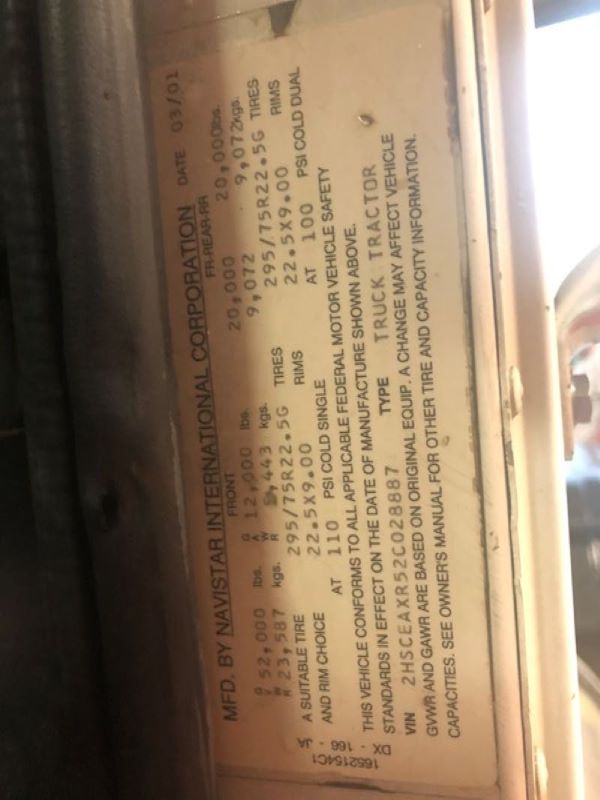 MFD. BY NAVISTAR INTERNATIONAL CORPORATION DATE 03/01
FRONT FR-REAR-RR
GVW 52,000 lbs. GAWR 12,000 lbs. 20,000 20,000lbs.
R 23,587 kgs. 5,443 kgs. 9,072 9,072kgs.
A SUITABLE TIRE 295/75R22.5G TIRES 295/75R22.5G TIRES
AND RIM CHOICE 22.5X9.00 RIMS 22.5X9.00 RIMS
AT 110 PSI COLD SINGLE AT 100 PSI COLD DUAL
THIS VEHICLE CONFORMS TO ALL APPLICABLE FEDERAL MOTOR VEHICLE SAFETY
STANDARDS IN EFFECT ON THE DATE OF MANUFACTURE SHOWN ABOVE.
VIN 2HSCEAXR52C028887 TYPE TRUCK TRACTOR
GVWR AND GAWR ARE BASED ON ORIGINAL EQUIP. A CHANGE MAY AFFECT VEHICLE
CAPACITIES. SEE OWNER'S MANUAL FOR OTHER TIRE AND CAPACITY INFORMATION.
1652154C1
DX - 166 - JA